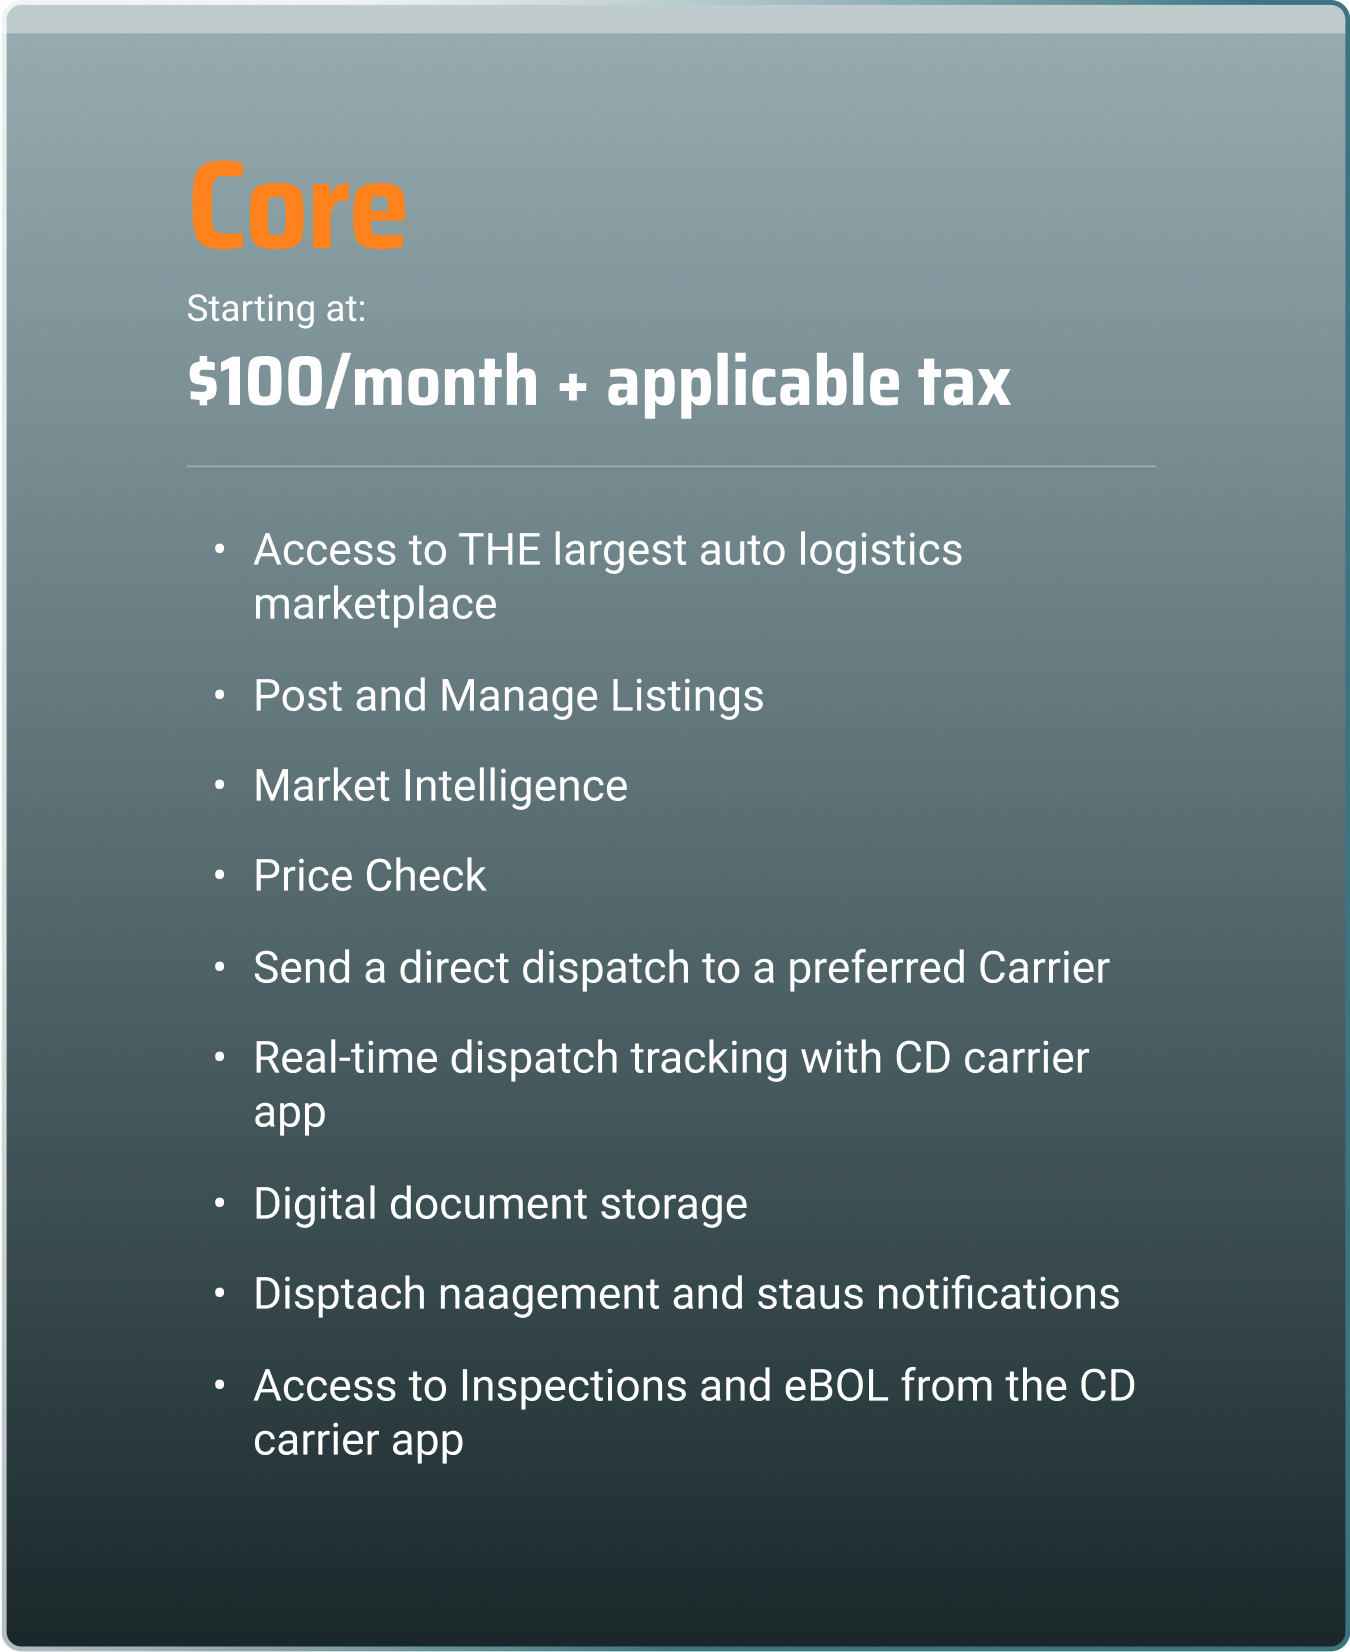 Core
Starting at:
$100/month + applicable tax
• Access to THE largest auto logistics
marketplace
• Post and Manage Listings
• Market Intelligence
• Price Check
• Send a direct dispatch to a preferred Carrier
• Real-time dispatch tracking with CD carrier
app
• Digital document storage
• Disptach naagement and staus notifications
• Access to Inspections and eBOL from the CD
carrier app